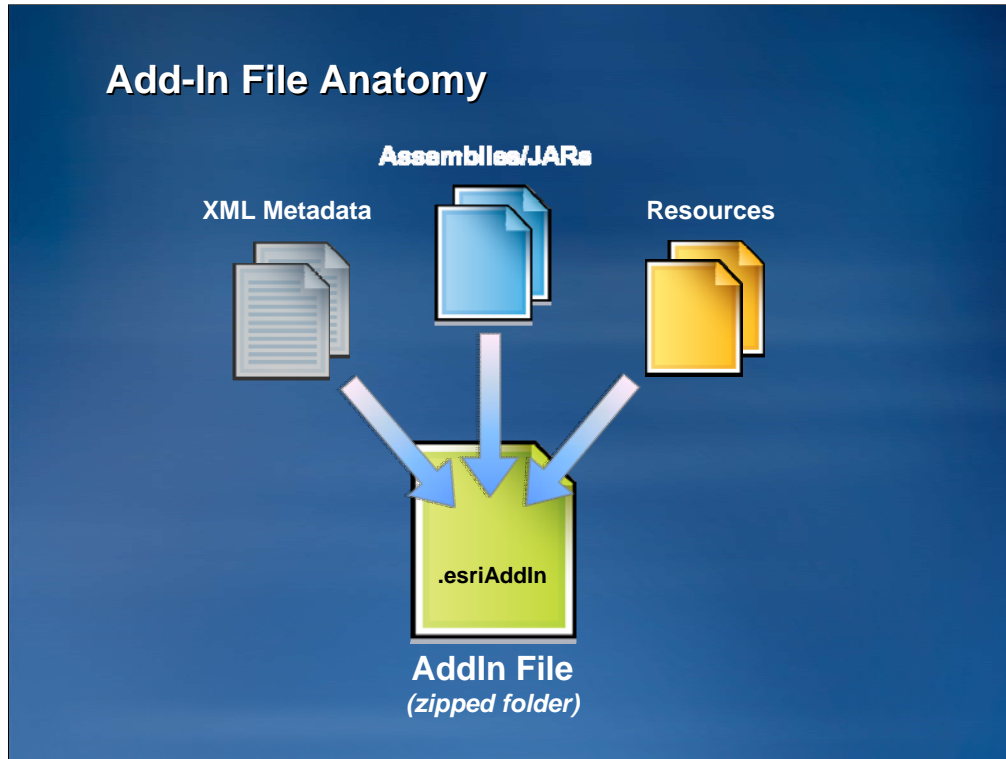 Add-In File Anatomy
Assemblies/JARs
XML Metadata
Resources
.esriAddIn
AddIn File
(zipped folder)